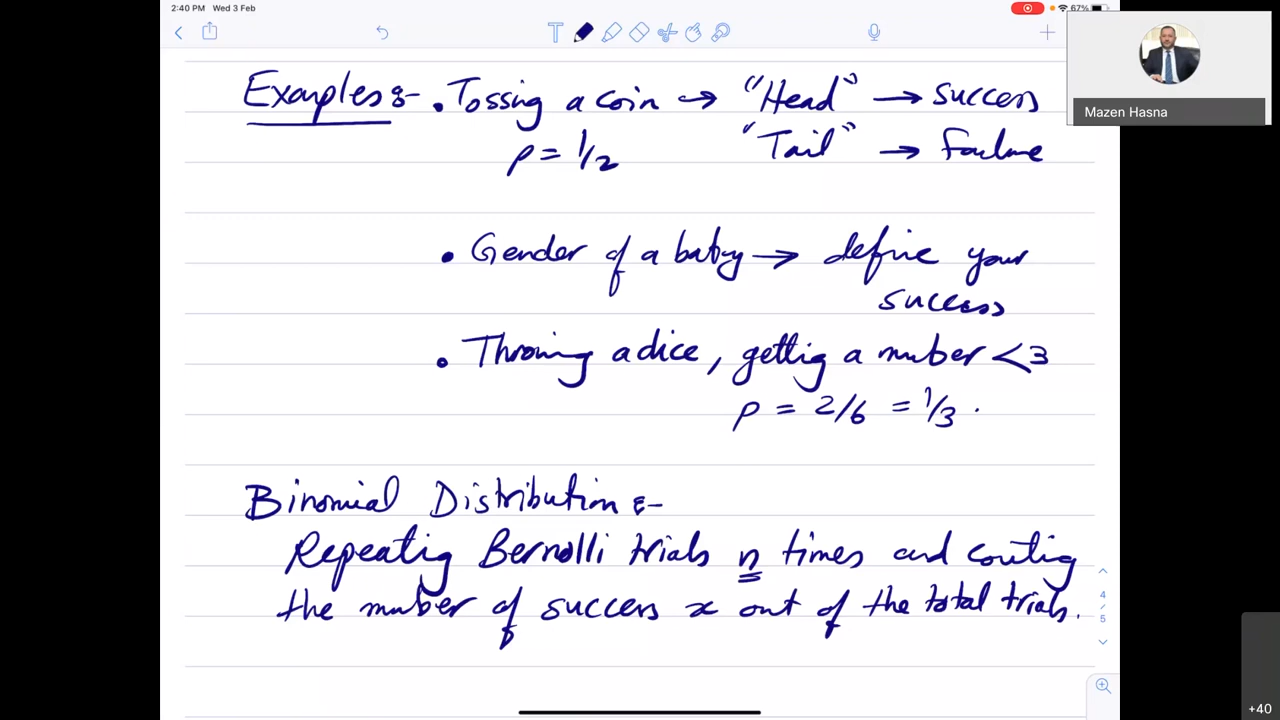 2:40 PM Wed 3 Feb
67%
Mazen Hasna
Examples:- • Tossing a coin → "Head" → success
p = 1/2 "Tail" → Failure
• Gender of a baby → define your
success
• Throwing a dice, gettig a number <3
p = 2/6 = 1/3 .
Binomial Distribution :-
Repeating Bernolli trials n times and coutig
the number of success x out of the total trials.
4
/
5
+40